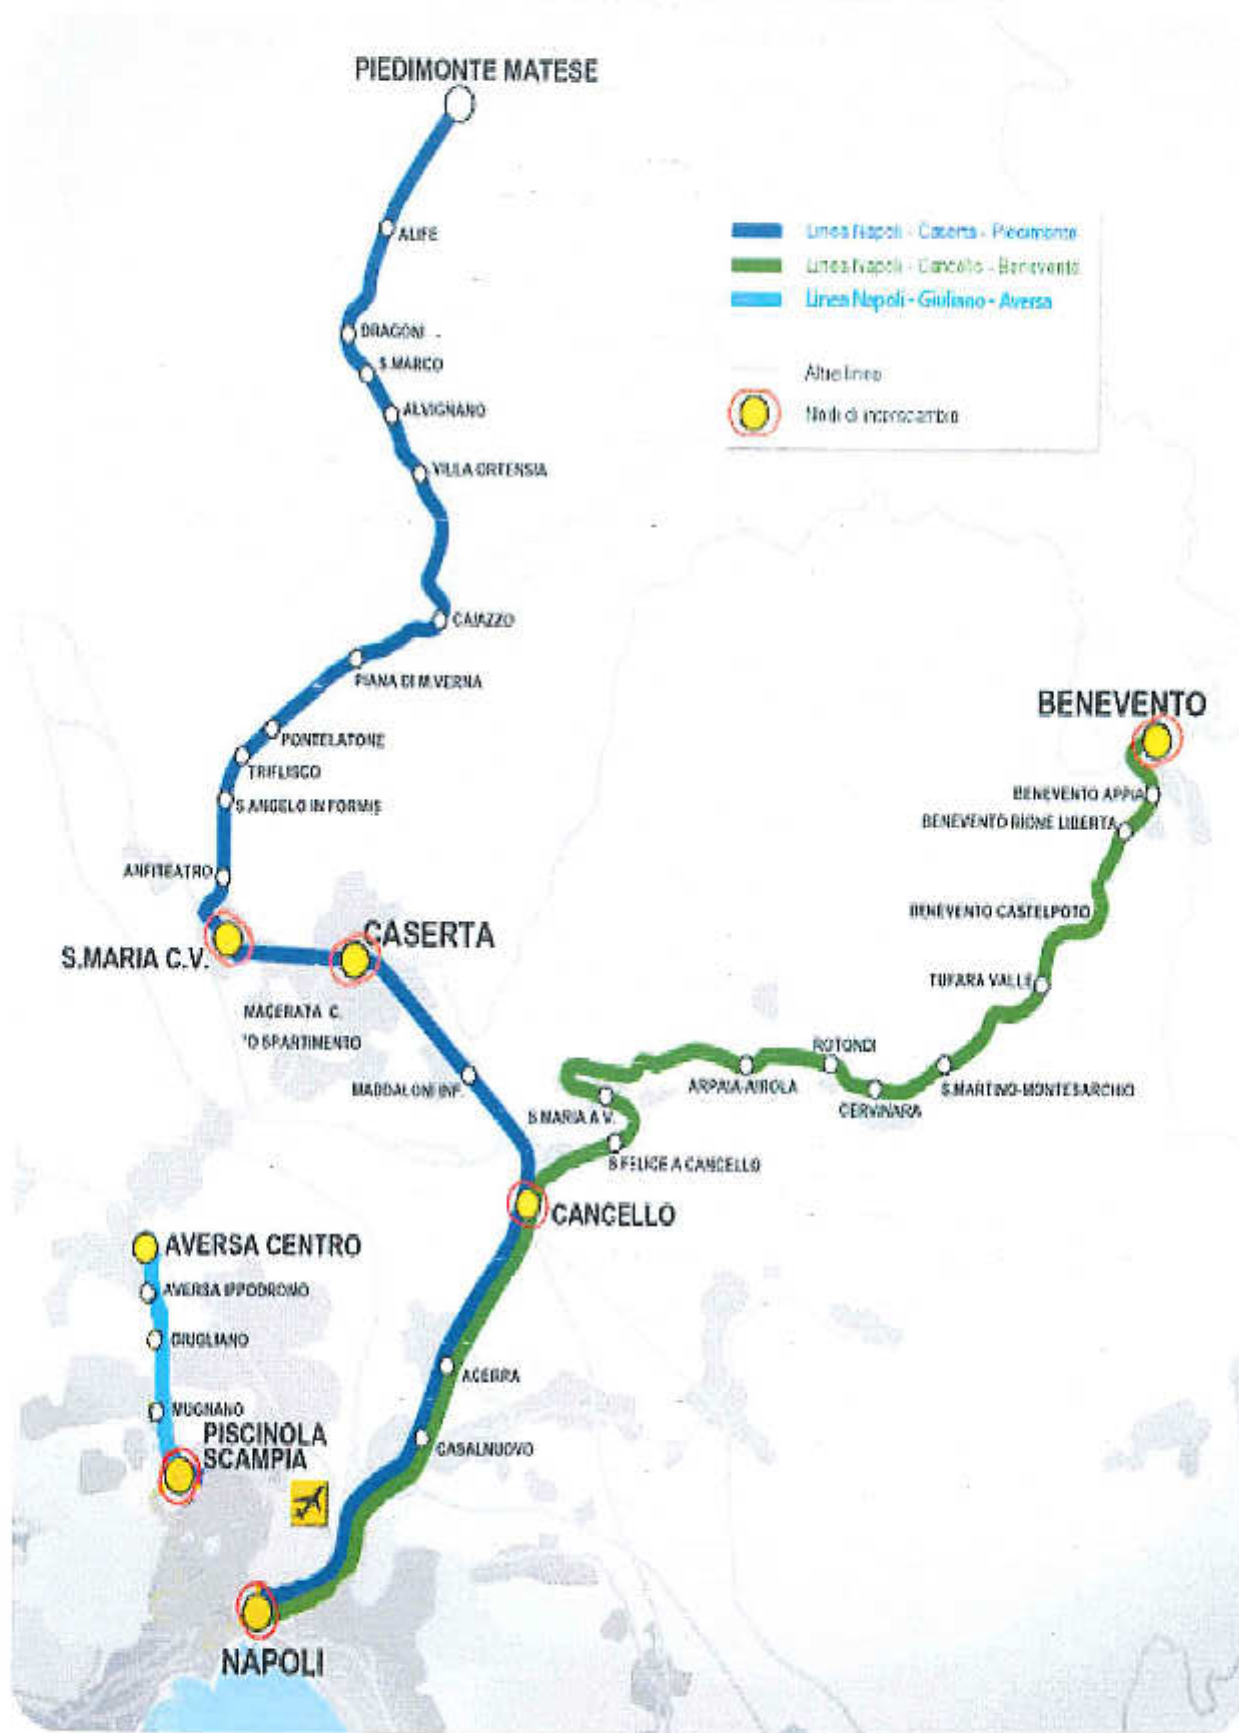 PIEDIMONTE MATESE
ALIFE
DRAGONI
S.MARCO
ALVIGNANO
VILLA ORTENSIA
CAIAZZO
PIANA DI M.VERNA
PONTELATONE
TRIFLISCO
S.ANGELO IN FORMIS
ANFITEATRO
S.MARIA C.V.
CASERTA
MACERATA C.
'O SPARTIMENTO
MADDALONI INF.
Linea Napoli - Caserta - Piedimonte
Linea Napoli - Cancello - Benevento
Linea Napoli - Giuliano - Aversa
Altre linee
Nodi di interscambio
BENEVENTO
BENEVENTO APPIA
BENEVENTO RIONE LIBERTA
BENEVENTO CASTELPOTO
TUFARA VALLE
ROTONDI
ARPAIA-AIROLA
S.MARTINO-MONTESARCHIO
CERVINARA
S.MARIA A V.
S.FELICE A CANCELLO
CANCELLO
AVERSA CENTRO
AVERSA IPPODROMO
GIUGLIANO
MUGNANO
PISCINOLA
SCAMPIA
ACERRA
CASALNUOVO
NAPOLI